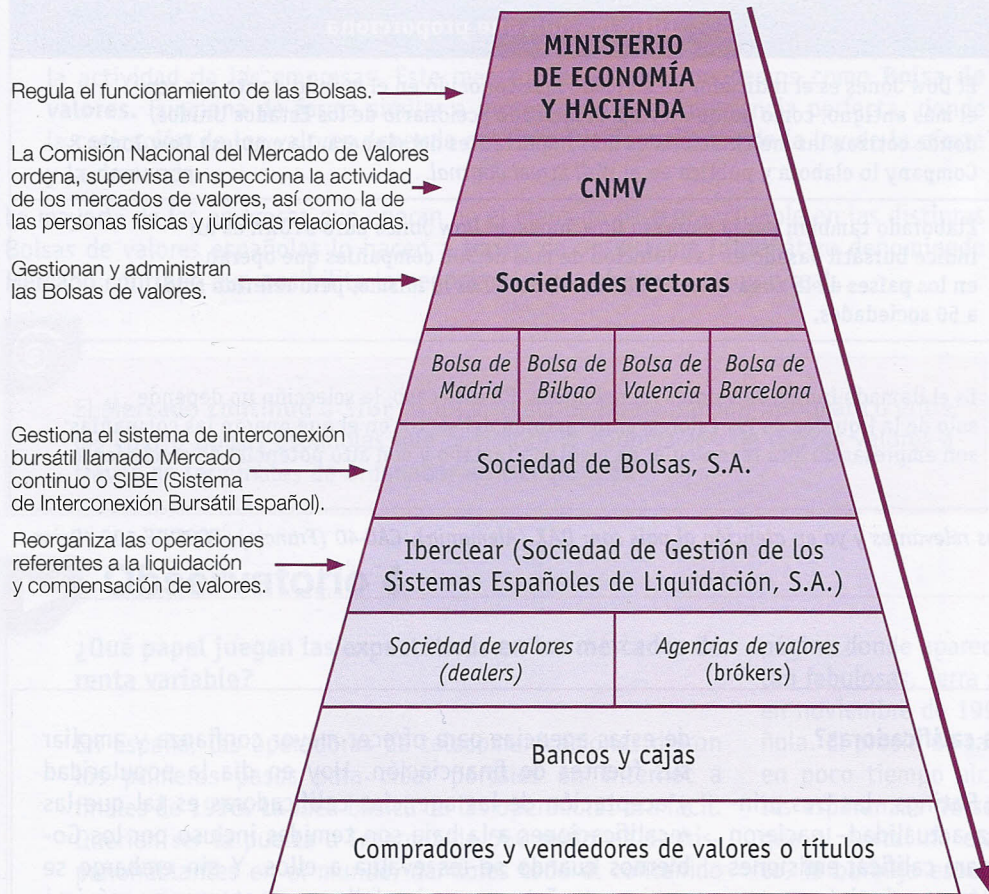 MINISTERIO
DE ECONOMÍA
Y HACIENDA
Regula el funcionamiento de las Bolsas.
La Comisión Nacional del Mercado de Valores
ordena, supervisa e inspecciona la actividad
de los mercados de valores, así como la de
las personas físicas y jurídicas relacionadas
CNMV
Gestionan y administran
las Bolsas de valores.
Sociedades rectoras
Bolsa de Madrid
Bolsa de Bilbao
Bolsa de Valencia
Bolsa de Barcelona
Gestiona el sistema de interconexión
bursátil llamado Mercado
continuo o SIBE (Sistema
de Interconexión Bursátil Español).
Sociedad de Bolsas, S.A.
Reorganiza las operaciones
referentes a la liquidación
y compensación de valores.
Iberclear (Sociedad de Gestión de los
Sistemas Españoles de Liquidación, S.A.)
Sociedad de valores
(dealers)
Agencias de valores
(brókers)
Bancos y cajas
Compradores y vendedores de valores o títulos